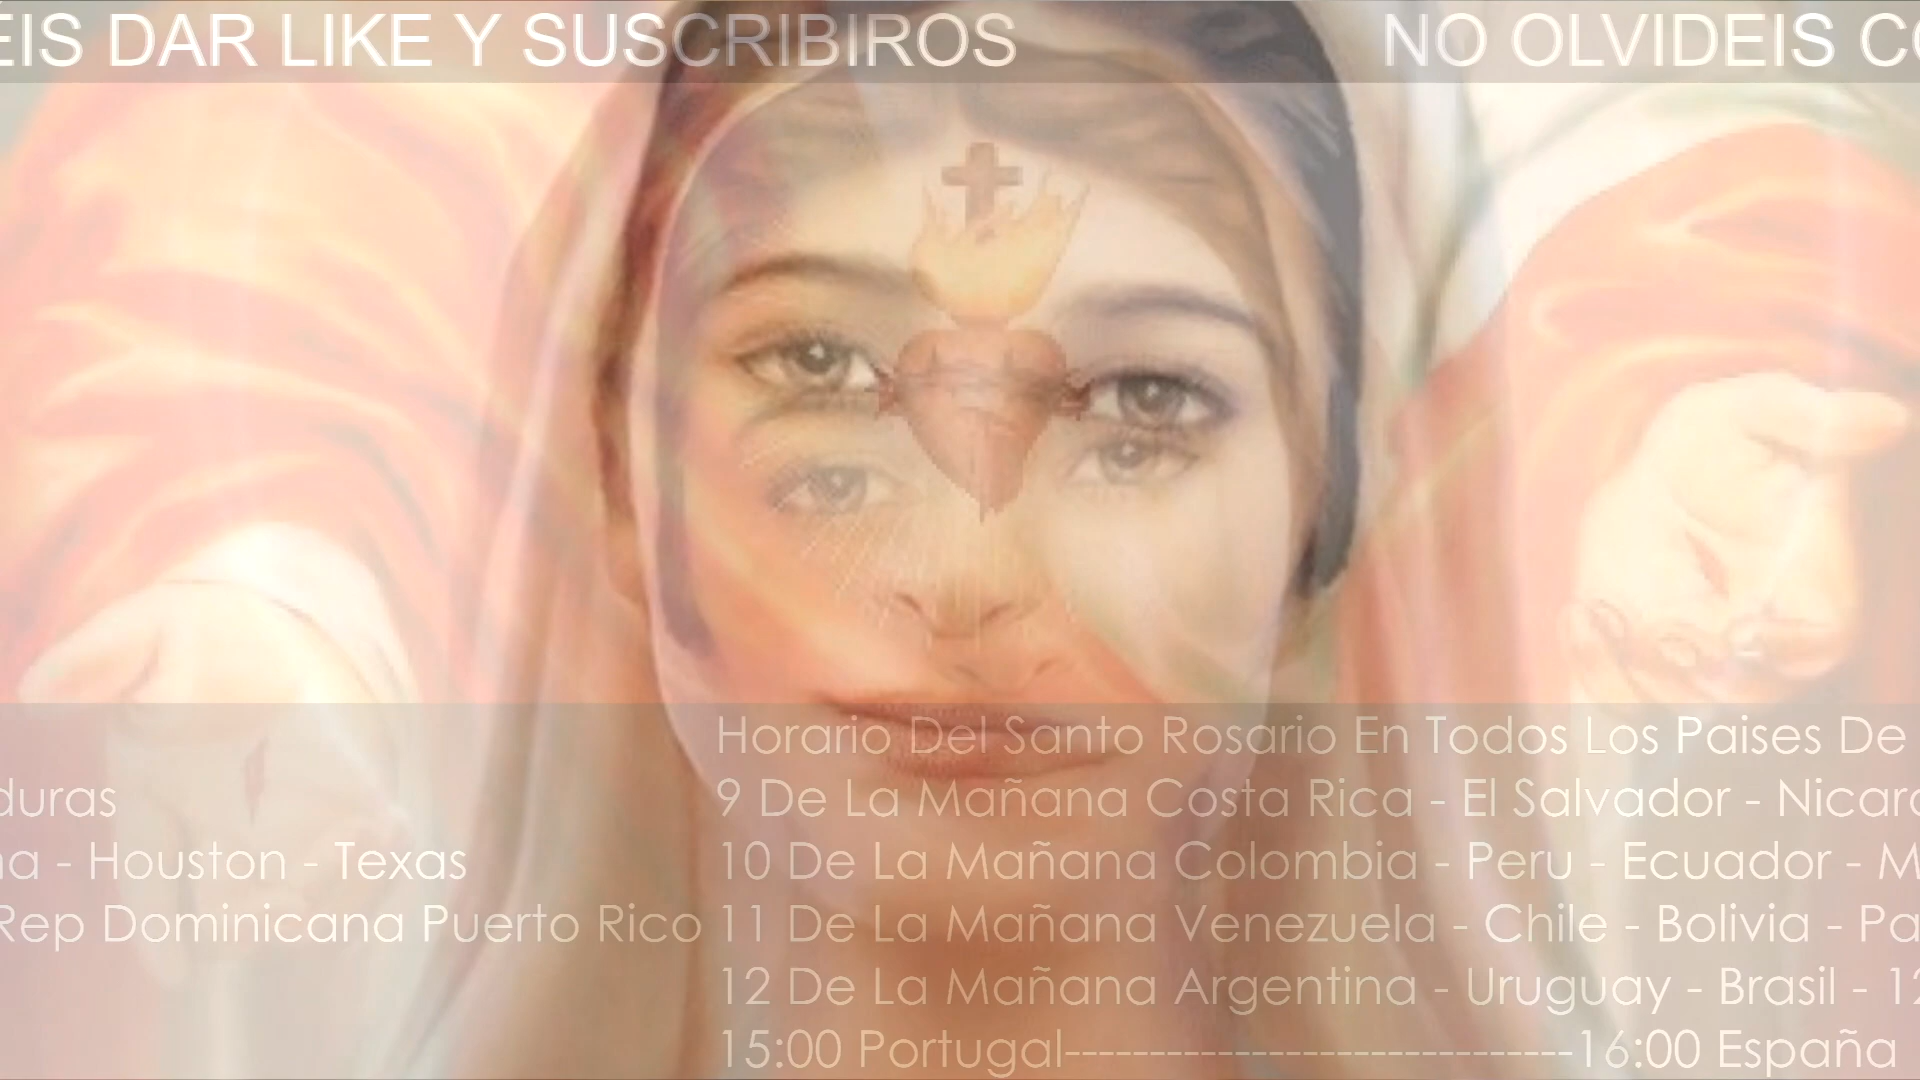 EIS DAR LIKE Y SUSCRIBIROS NO OLVIDEIS
Horario Del Santo Rosario En Todos Los Paises De
duras 9 De La Mañana Costa Rica - El Salvador -
- Houston - Texas 10 De La Mañana Colombia - Peru - Ecuador -
Rep Dominicana Puerto Rico 11 De La Mañana Venezuela - Chile - Bolivia -
12 De La Mañana Argentina - Uruguay - Brasil - 12
15:00 Portugal------------------------------16:00 España